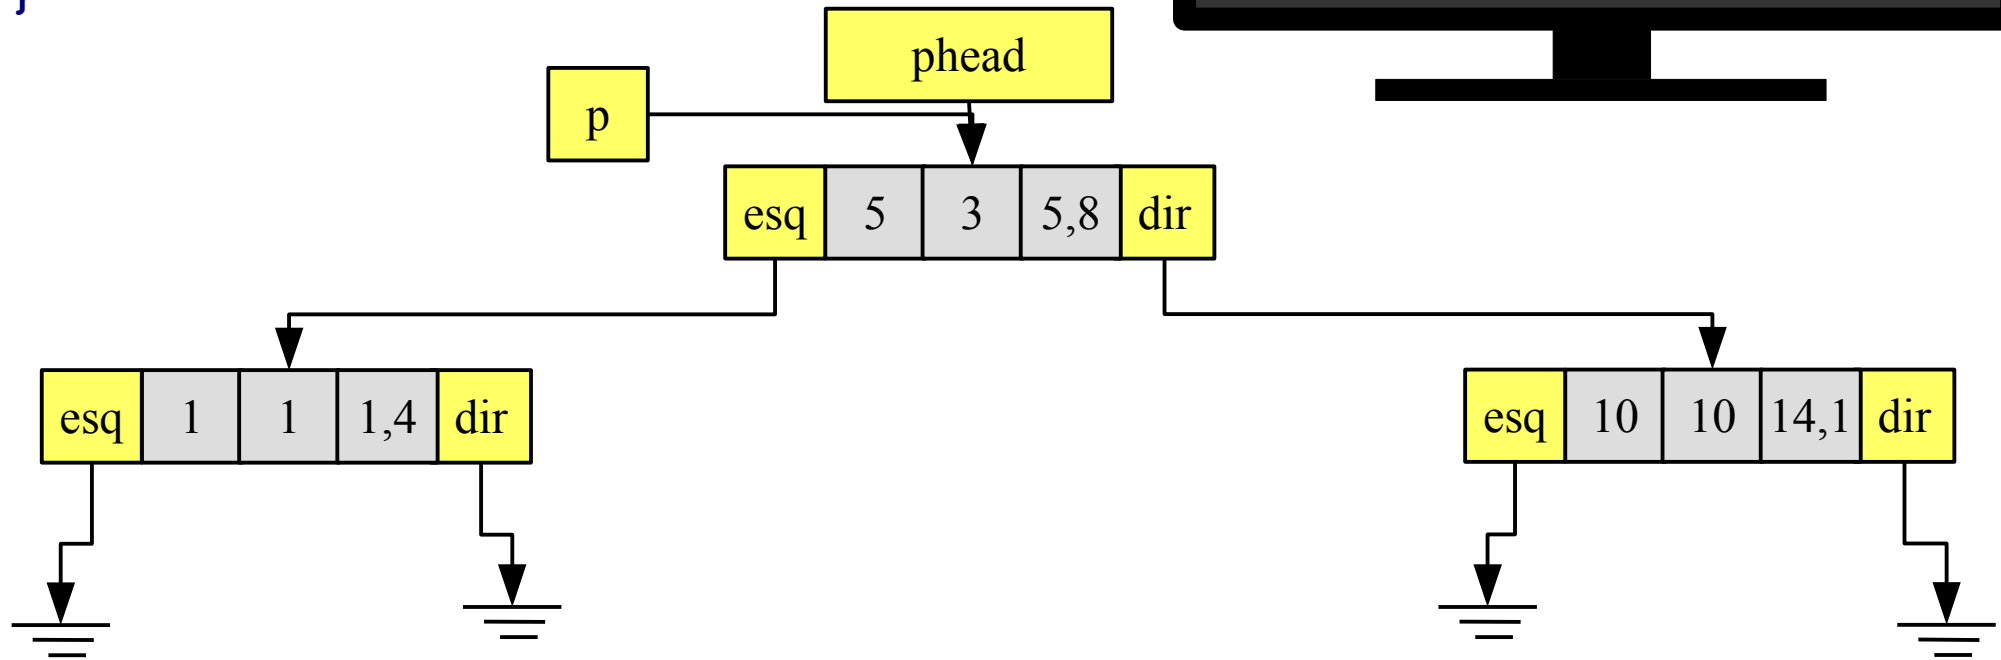 }
phead
p
esq 5 3 5,8 dir
esq 1 1 1,4 dir
esq 10 10 14,1 dir